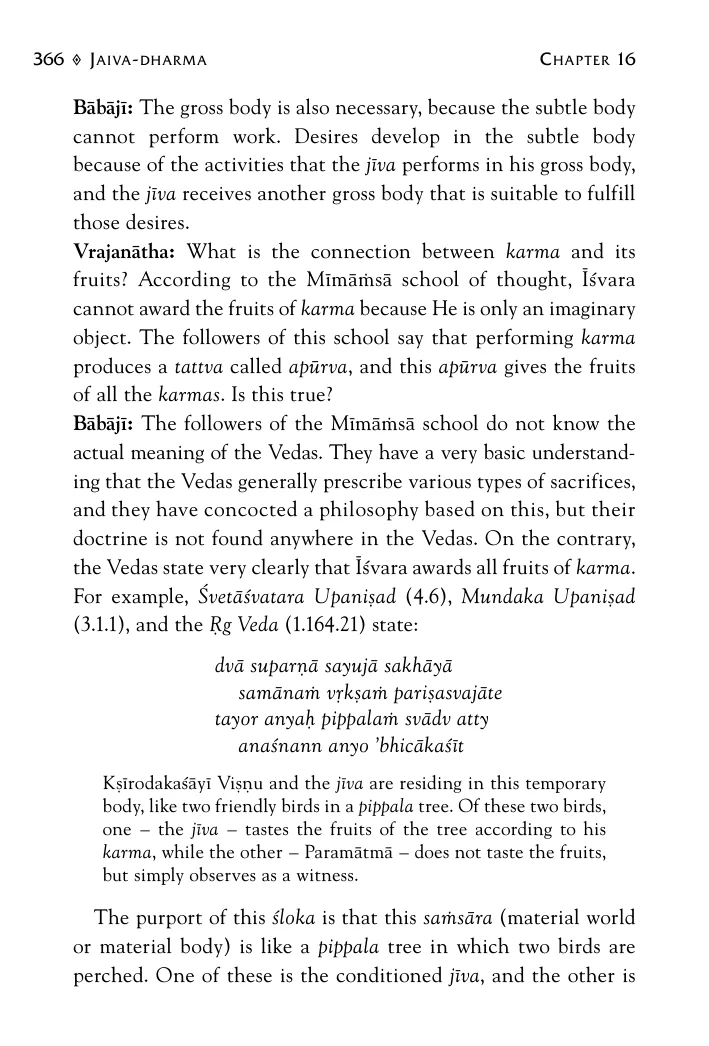 366 ◈ JAIVA-DHARMA CHAPTER 16
Bābājī: The gross body is also necessary, because the subtle body
cannot perform work. Desires develop in the subtle body
because of the activities that the jīva performs in his gross body,
and the jīva receives another gross body that is suitable to fulfill
those desires.
Vrajanātha: What is the connection between karma and its
fruits? According to the Mīmāṁsā school of thought, Īśvara
cannot award the fruits of karma because He is only an imaginary
object. The followers of this school say that performing karma
produces a tattva called apūrva, and this apūrva gives the fruits
of all the karmas. Is this true?
Bābājī: The followers of the Mīmāṁsā school do not know the
actual meaning of the Vedas. They have a very basic understand-
ing that the Vedas generally prescribe various types of sacrifices,
and they have concocted a philosophy based on this, but their
doctrine is not found anywhere in the Vedas. On the contrary,
the Vedas state very clearly that Īśvara awards all fruits of karma.
For example, Śvetāśvatara Upaniṣad (4.6), Mundaka Upaniṣad
(3.1.1), and the Ṛg Veda (1.164.21) state:
dvā suparṇā sayujā sakhāyā
samānaṁ vṛkṣaṁ pariṣasvajāte
tayor anyaḥ pippalaṁ svādv atty
anaśnann anyo 'bhicākaśīt
Kṣīrodakaśāyī Viṣṇu and the jīva are residing in this temporary
body, like two friendly birds in a pippala tree. Of these two birds,
one – the jīva – tastes the fruits of the tree according to his
karma, while the other – Paramātmā – does not taste the fruits,
but simply observes as a witness.
The purport of this śloka is that this saṁsāra (material world
or material body) is like a pippala tree in which two birds are
perched. One of these is the conditioned jīva, and the other is